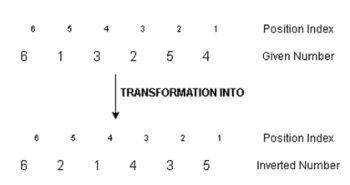 6 5 4 3 2 1 Position Index
6 1 3 2 5 4 Given Number
TRANSFORMATION INTO
6 5 4 3 2 1 Position Index
6 2 1 4 3 5 Inverted Number